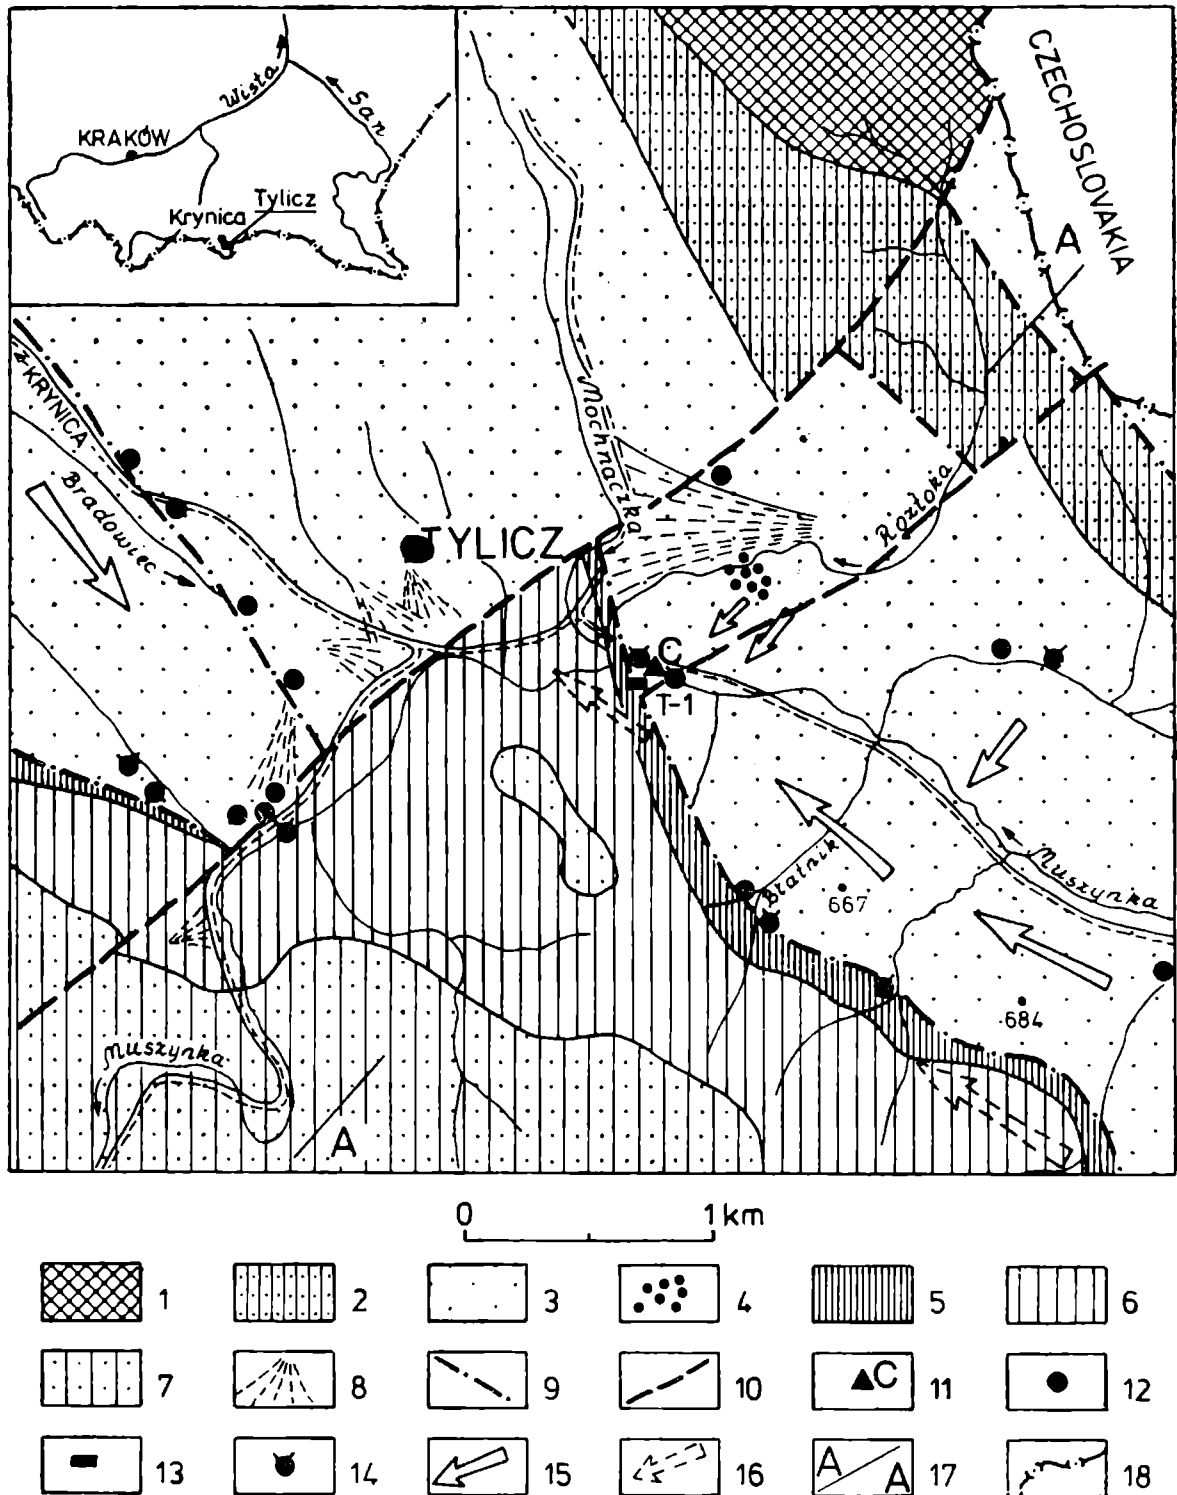 Wisła
San
KRAKÓW
Krynica
Tylicz
CZECHOSLOVAKIA
A
KRYNICA
Bradowiec
Mochnaczka
TYLICZ
Roztoka
C
T-1
Bratnik
667
Muszynka
684
Muszynka
A
0 1 km
1 2 3 4 5 6
7 8 9 10 C 11 12
13 14 15 16 A A 17 18